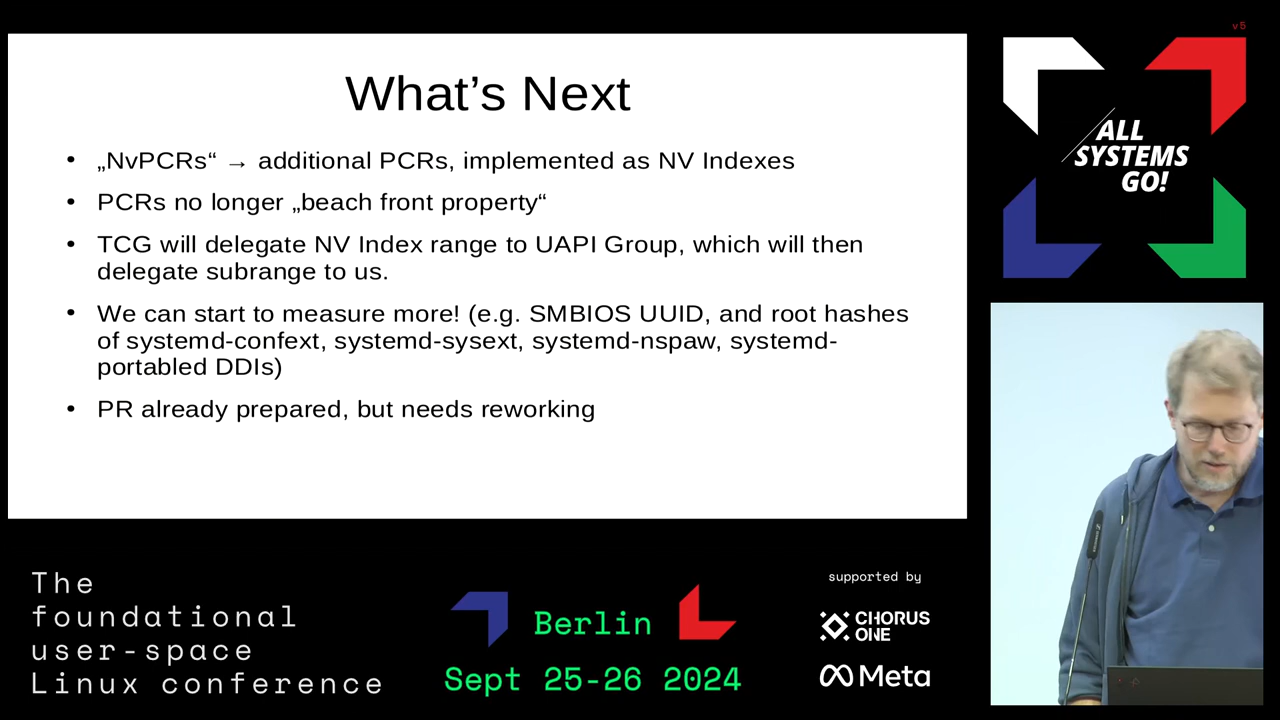 v5
What’s Next
• „NvPCRs“ → additional PCRs, implemented as NV Indexes
• PCRs no longer „beach front property“
• TCG will delegate NV Index range to UAPI Group, which will then
delegate subrange to us.
• We can start to measure more! (e.g. SMBIOS UUID, and root hashes
of systemd-confext, systemd-sysext, systemd-nspaw, systemd-
portabled DDIs)
• PR already prepared, but needs reworking
ALL
SYSTEMS
GO!
The
foundational
user-space
Linux conference
Berlin
Sept 25-26 2024
supported by
CHORUS
ONE
Meta